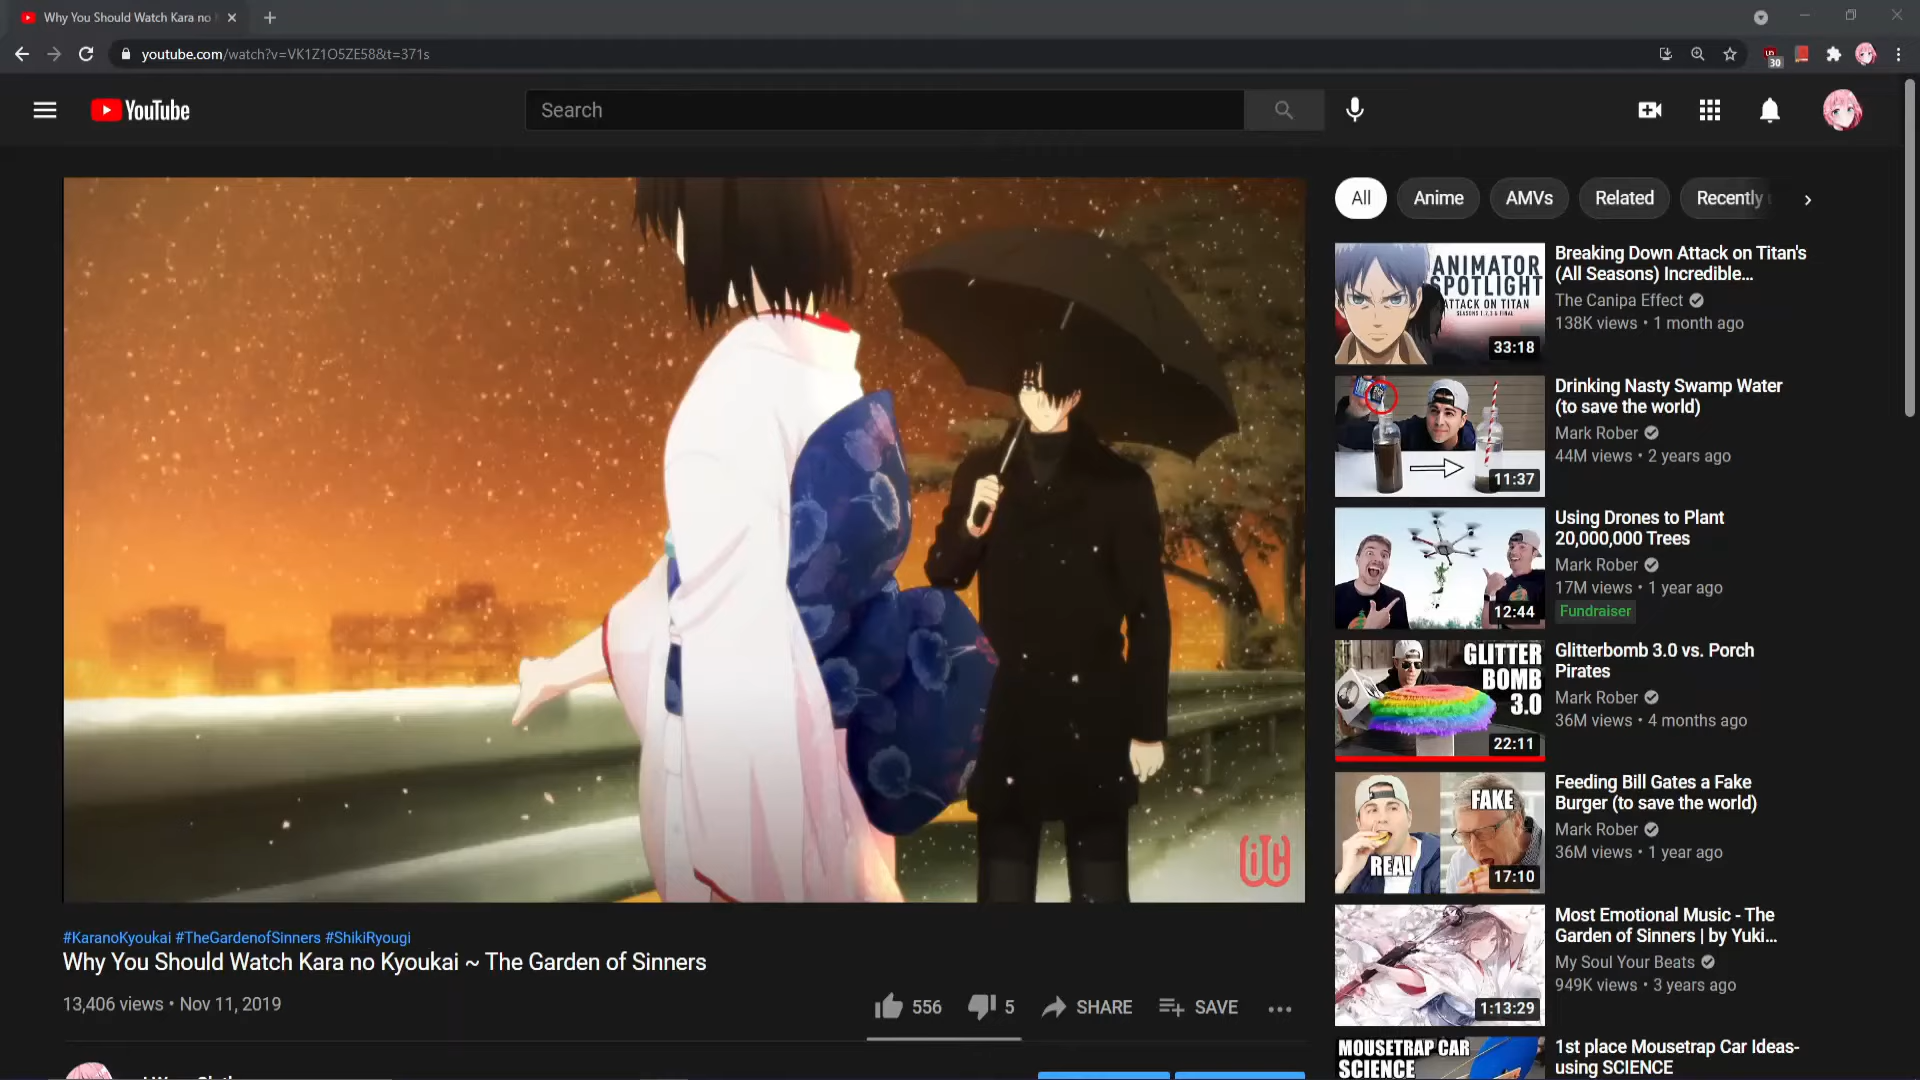 Why You Should Watch Kara no
youtube.com/watch?v=VK1Z1O5ZE58&t=371s
30
YouTube
Search
All
Anime
AMVs
Related
Recently
#KaranoKyoukai #TheGardenofSinners #ShikiRyougi
Why You Should Watch Kara no Kyoukai ~ The Garden of Sinners
13,406 views • Nov 11, 2019
556
5
SHARE
SAVE
ANIMATOR
SPOTLIGHT
ATTACK ON TITAN
SEASONS 1,2,3 & FINAL
33:18
Breaking Down Attack on Titan's
(All Seasons) Incredible...
The Canipa Effect
138K views • 1 month ago
11:37
Drinking Nasty Swamp Water
(to save the world)
Mark Rober
44M views • 2 years ago
12:44
Using Drones to Plant
20,000,000 Trees
Mark Rober
17M views • 1 year ago
Fundraiser
GLITTER
BOMB
3.0
22:11
Glitterbomb 3.0 vs. Porch
Pirates
Mark Rober
36M views • 4 months ago
FAKE
REAL
17:10
Feeding Bill Gates a Fake
Burger (to save the world)
Mark Rober
36M views • 1 year ago
1:13:29
Most Emotional Music - The
Garden of Sinners | by Yuki...
My Soul Your Beats
949K views • 3 years ago
MOUSETRAP CAR
SCIENCE
1st place Mousetrap Car Ideas-
using SCIENCE